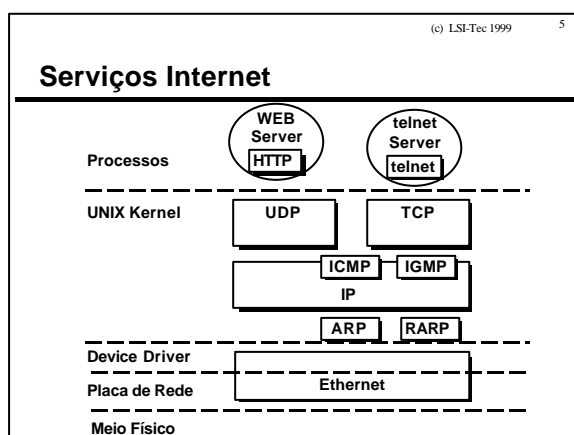 (c) LSI-Tec 1999 5
Serviços Internet
WEB
Server
HTTP
telnet
Server
telnet
Processos
UNIX Kernel
UDP
TCP
ICMP
IGMP
IP
ARP
RARP
Device Driver
Placa de Rede
Ethernet
Meio Físico